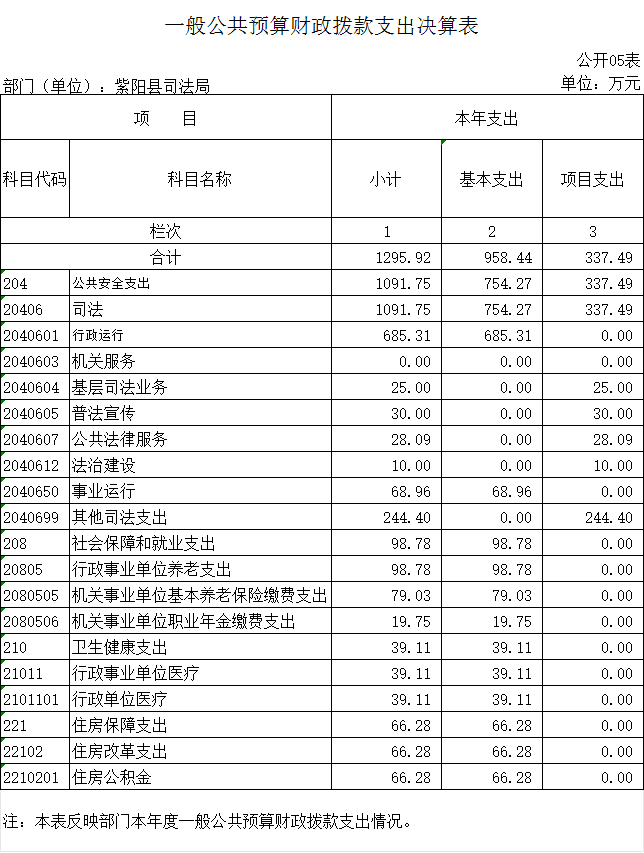 一般公共预算财政拨款支出决算表
公开05表
部门（单位）：紫阳县司法局 单位：万元
项 目 本年支出
科目代码 科目名称 小计 基本支出 项目支出
栏次 1 2 3
合计 1295.92 958.44 337.49
204 公共安全支出 1091.75 754.27 337.49
20406 司法 1091.75 754.27 337.49
2040601 行政运行 685.31 685.31 0.00
2040603 机关服务 0.00 0.00 0.00
2040604 基层司法业务 25.00 0.00 25.00
2040605 普法宣传 30.00 0.00 30.00
2040607 公共法律服务 28.09 0.00 28.09
2040612 法治建设 10.00 0.00 10.00
2040650 事业运行 68.96 68.96 0.00
2040699 其他司法支出 244.40 0.00 244.40
208 社会保障和就业支出 98.78 98.78 0.00
20805 行政事业单位养老支出 98.78 98.78 0.00
2080505 机关事业单位基本养老保险缴费支出 79.03 79.03 0.00
2080506 机关事业单位职业年金缴费支出 19.75 19.75 0.00
210 卫生健康支出 39.11 39.11 0.00
21011 行政事业单位医疗 39.11 39.11 0.00
2101101 行政单位医疗 39.11 39.11 0.00
221 住房保障支出 66.28 66.28 0.00
22102 住房改革支出 66.28 66.28 0.00
2210201 住房公积金 66.28 66.28 0.00
注：本表反映部门本年度一般公共预算财政拨款支出情况。